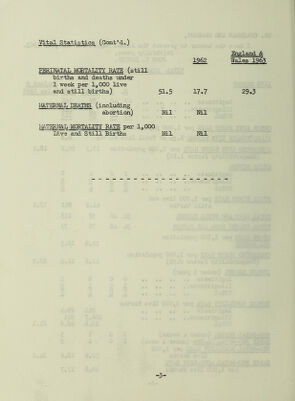 Vital Statistics (Cont'd.)
England &
1962 Wales 1963
PERINATAL MORTALITY RATE (still
births and deaths under
1 week per 1,000 live
and still births) 51.5 17.7 29.3
MATERNAL DEATHS (including
abortion) Nil Nil
MATERNAL MORTALITY RATE per 1,000
Live and Still Births Nil Nil
-3-